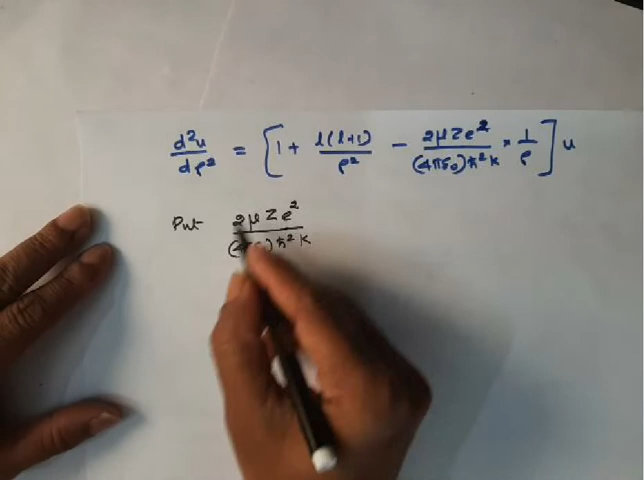 d²u/dρ² = [1 + l(l+1)/ρ² - 2μZe²/(4πε₀)ħ²k × 1/ρ] u
Put 2μZe²/(4πε₀)ħ²k